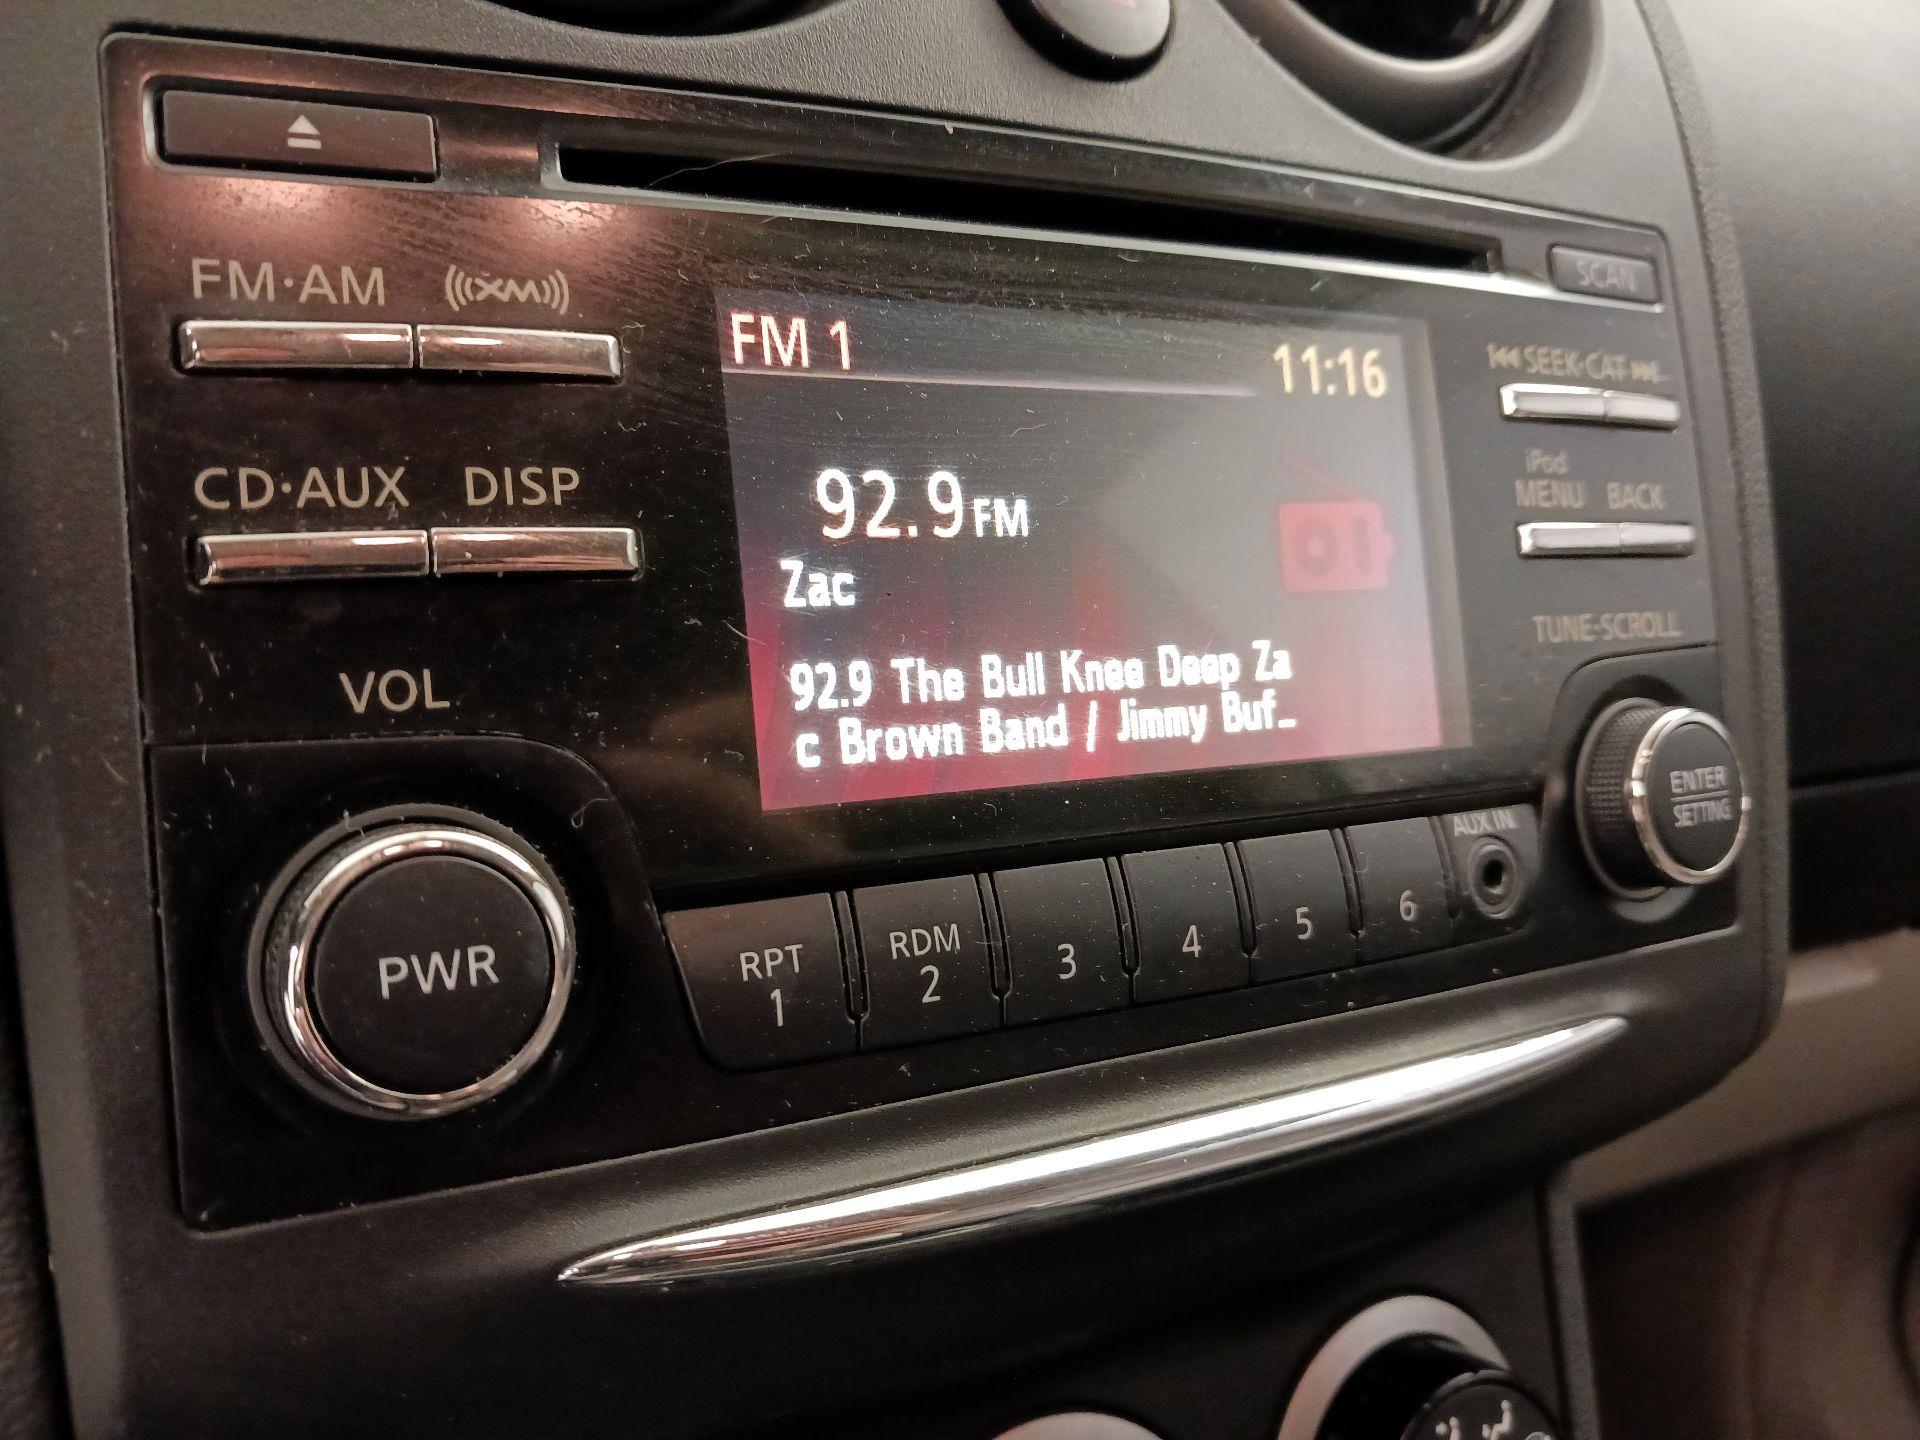 FM·AM
XM
SCAN
FM 1
11:16
SEEK·CAT
CD·AUX
DISP
92.9 FM
iPod
MENU
BACK
Zac
VOL
92.9 The Bull Knee Deep Za
c Brown Band / Jimmy Buf_
TUNE·SCROLL
PWR
RPT
1
RDM
2
3
4
5
6
AUX IN
ENTER
SETTING